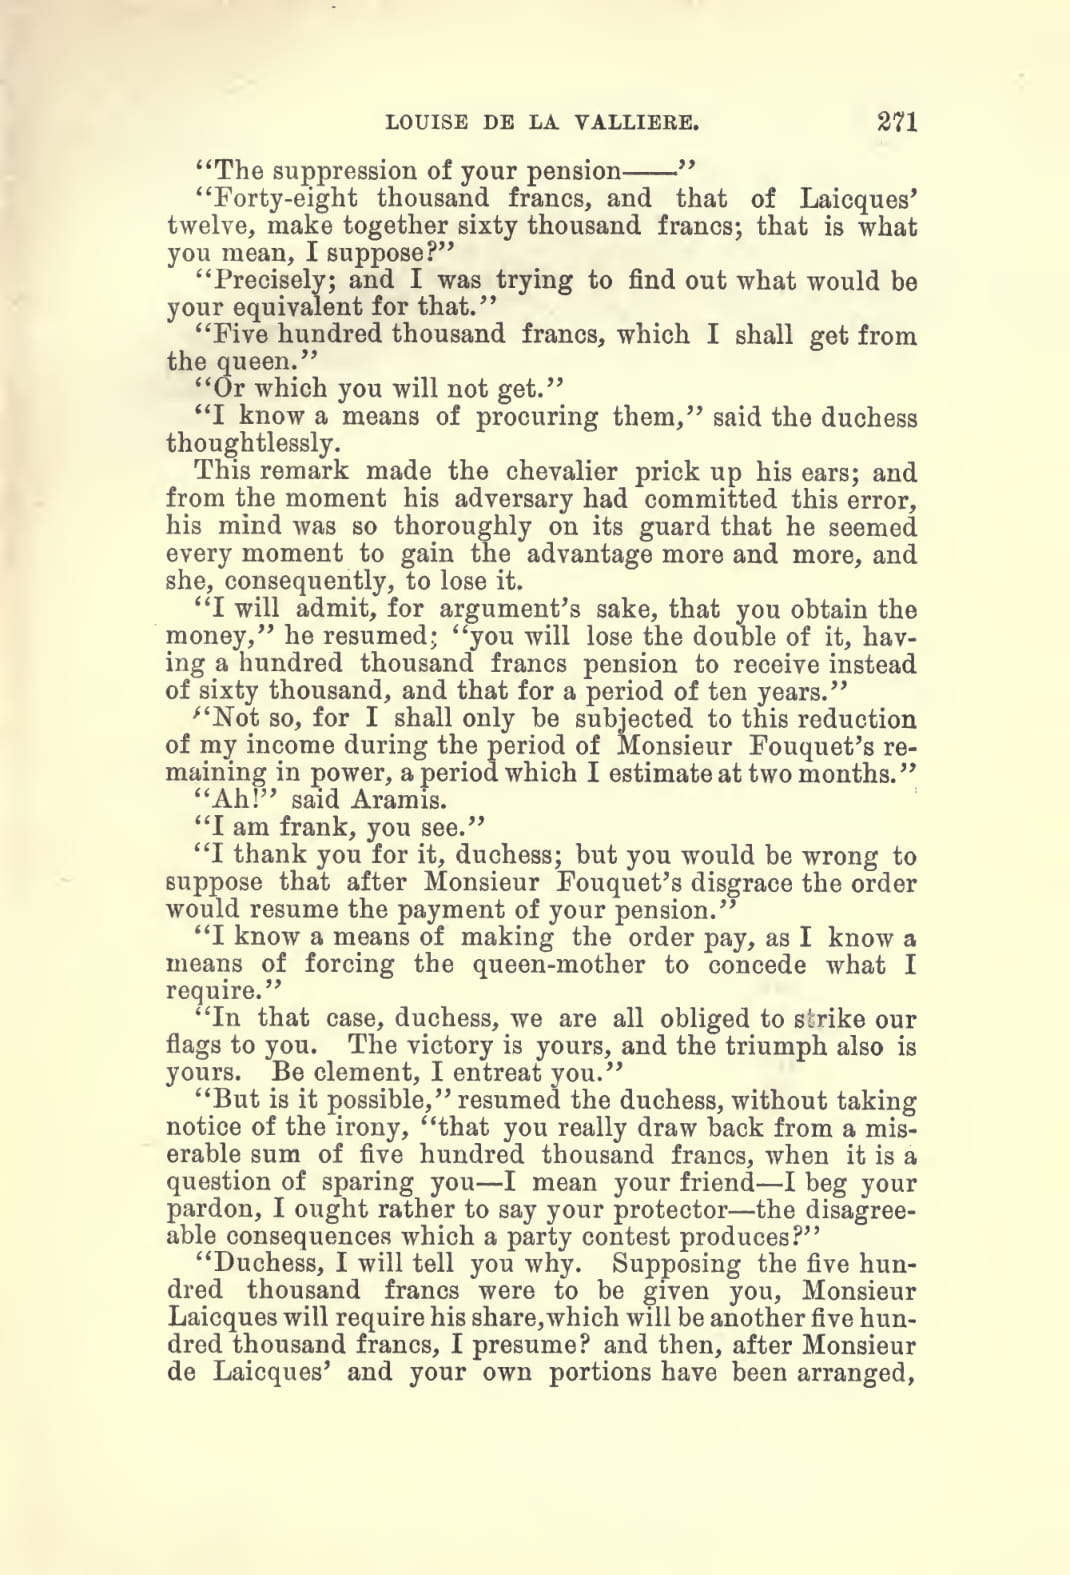 LOUISE DE LA VALLIERE. 271
“The suppression of your pension——”
“Forty-eight thousand francs, and that of Laicques’
twelve, make together sixty thousand francs; that is what
you mean, I suppose?”
“Precisely; and I was trying to find out what would be
your equivalent for that.”
“Five hundred thousand francs, which I shall get from
the queen.”
“Or which you will not get.”
“I know a means of procuring them,” said the duchess
thoughtlessly.
This remark made the chevalier prick up his ears; and
from the moment his adversary had committed this error,
his mind was so thoroughly on its guard that he seemed
every moment to gain the advantage more and more, and
she, consequently, to lose it.
“I will admit, for argument’s sake, that you obtain the
money,” he resumed; “you will lose the double of it, hav-
ing a hundred thousand francs pension to receive instead
of sixty thousand, and that for a period of ten years.”
“Not so, for I shall only be subjected to this reduction
of my income during the period of Monsieur Fouquet’s re-
maining in power, a period which I estimate at two months.”
“Ah!” said Aramis.
“I am frank, you see.”
“I thank you for it, duchess; but you would be wrong to
suppose that after Monsieur Fouquet’s disgrace the order
would resume the payment of your pension.”
“I know a means of making the order pay, as I know a
means of forcing the queen-mother to concede what I
require.”
“In that case, duchess, we are all obliged to strike our
flags to you. The victory is yours, and the triumph also is
yours. Be clement, I entreat you.”
“But is it possible,” resumed the duchess, without taking
notice of the irony, “that you really draw back from a mis-
erable sum of five hundred thousand francs, when it is a
question of sparing you—I mean your friend—I beg your
pardon, I ought rather to say your protector—the disagree-
able consequences which a party contest produces?”
“Duchess, I will tell you why. Supposing the five hun-
dred thousand francs were to be given you, Monsieur
Laicques will require his share, which will be another five hun-
dred thousand francs, I presume? and then, after Monsieur
de Laicques’ and your own portions have been arranged,